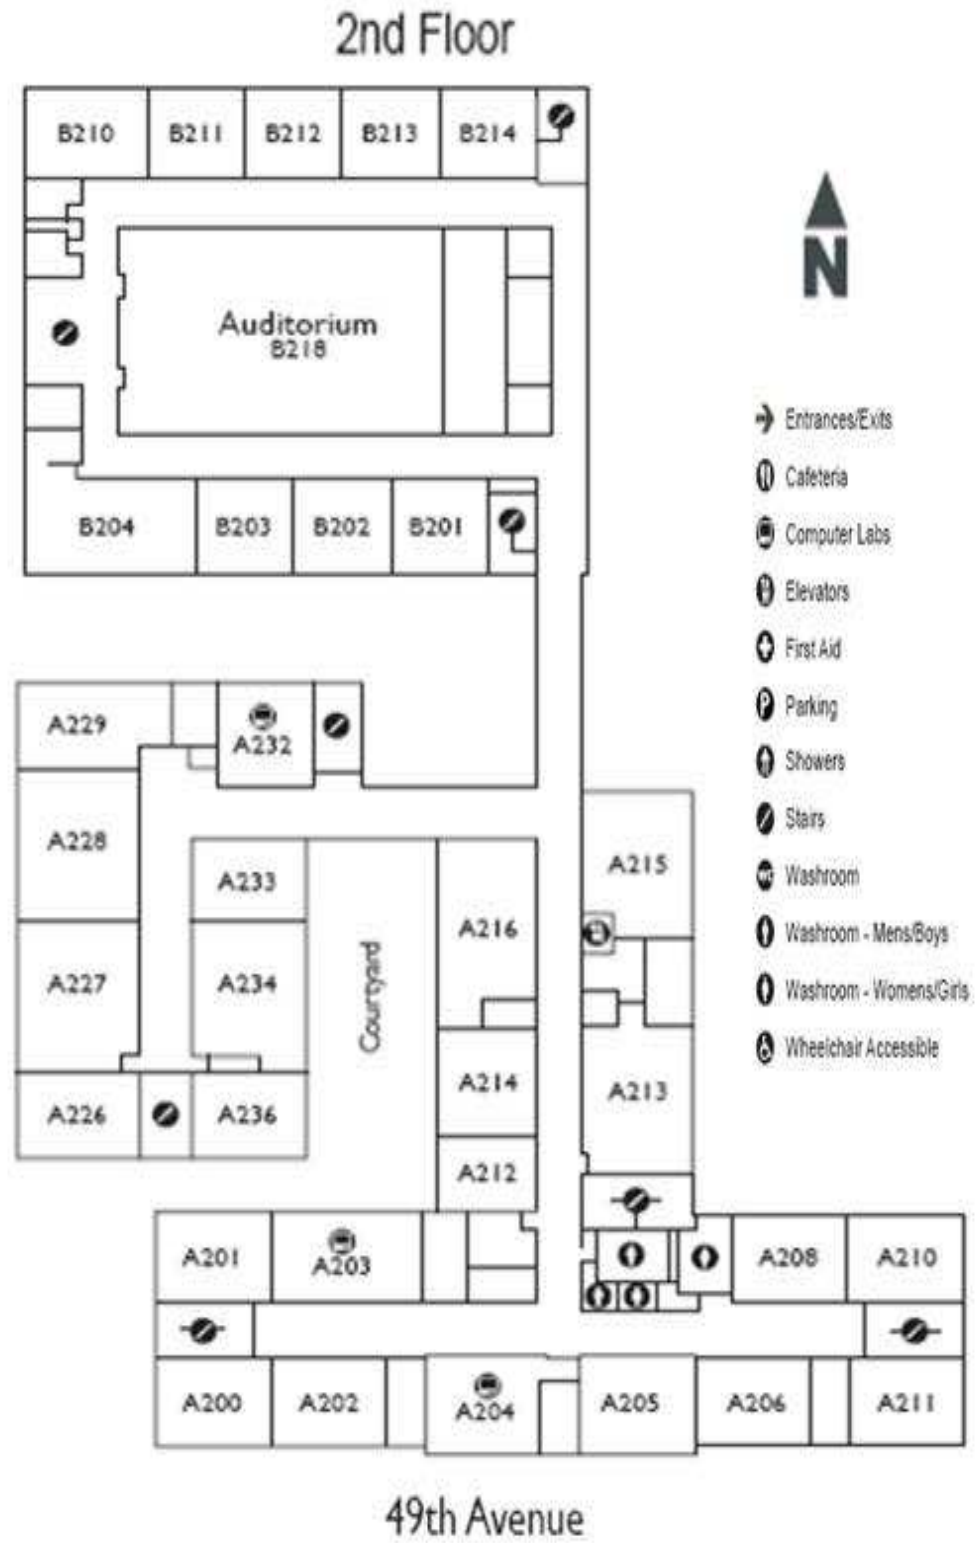 2nd Floor
B210
B211
B212
B213
B214
Auditorium
B218
N
Entrances/Exits
Cafeteria
Computer Labs
Elevators
First Aid
Parking
Showers
Stairs
Washroom
Washroom - Mens/Boys
Washroom - Womens/Girls
Wheelchair Accessible
B204
B203
B202
B201
A229
A232
A228
A233
A215
A216
A227
A234
Courtyard
A214
A213
A226
A236
A212
A201
A203
A208
A210
A200
A202
A204
A205
A206
A211
49th Avenue